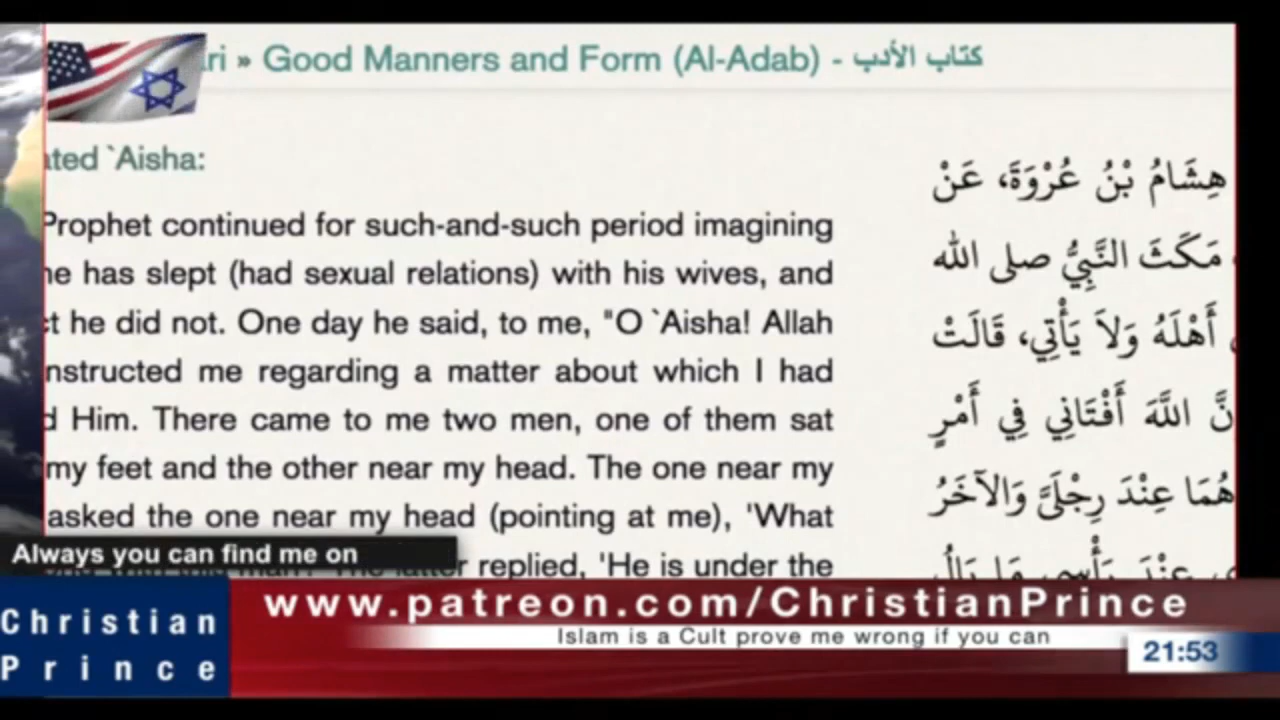 ri » Good Manners and Form (Al-Adab) - كتاب الأدب
ated `Aisha:
Prophet continued for such-and-such period imagining
he has slept (had sexual relations) with his wives, and
ct he did not. One day he said, to me, "O `Aisha! Allah
nstructed me regarding a matter about which I had
d Him. There came to me two men, one of them sat
my feet and the other near my head. The one near my
asked the one near my head (pointing at me), 'What
replied, 'He is under the
هِشَامُ بْنُ عُرْوَةَ، عَنْ
مَكَثَ النَّبِيُّ صلى الله
أَهْلَهُ وَلاَ يَأْتِي، قَالَتْ
نَّ اللَّهَ أَفْتَانِي فِي أَمْرٍ
هُمَا عِنْدَ رِجْلَىَّ وَالآخَرُ
عِنْدَ رَأْسِي مَا بَالُ
Always you can find me on
Christian
Prince
www.patreon.com/ChristianPrince
Islam is a Cult prove me wrong if you can
21:53